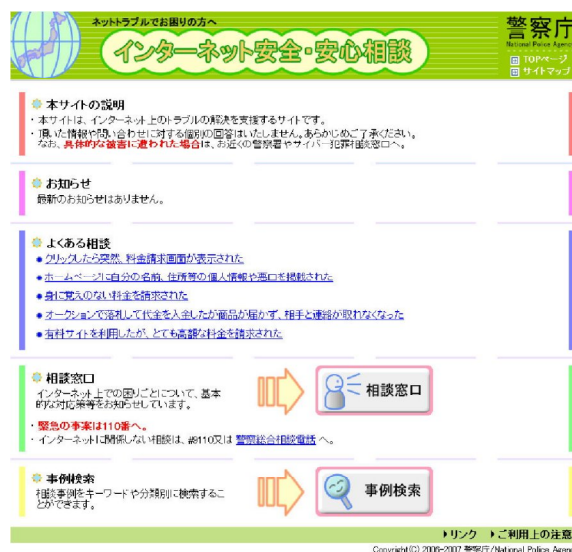 ネットトラブルでお困りの方へ
インターネット安全・安心相談
警察庁
National Police Agency
TOPページ
サイトマップ
本サイトの説明
・本サイトは、インターネット上のトラブルの解決を支援するサイトです。
・頂いた情報や問い合わせに対する個別の回答はいたしません。あらかじめご了承ください。
なお、具体的な被害に遭われた場合は、お近くの警察署やサイバー犯罪相談窓口へ。
お知らせ
最新のお知らせはありません。
よくある相談
クリックしたら突然、料金請求画面が表示された
ホームページに自分の名前、住所等の個人情報や悪口を掲載された
身に覚えのない料金を請求された
オークションで落札して代金を入金したが商品が届かず、相手と連絡が取れなくなった
有料サイトを利用したが、とても高額な料金を請求された
相談窓口
インターネット上での困りごとについて、基本
的な対応策等をお知らせしています。
相談窓口
・緊急の事案は110番へ。
・インターネットに関係しない相談は、#9110又は 警察総合相談電話 へ。
事例検索
相談事例をキーワードや分類別に検索するこ
とができます。
事例検索
リンク ご利用上の注意
Copyright(C) 2006-2007 警察庁/National Police Agen